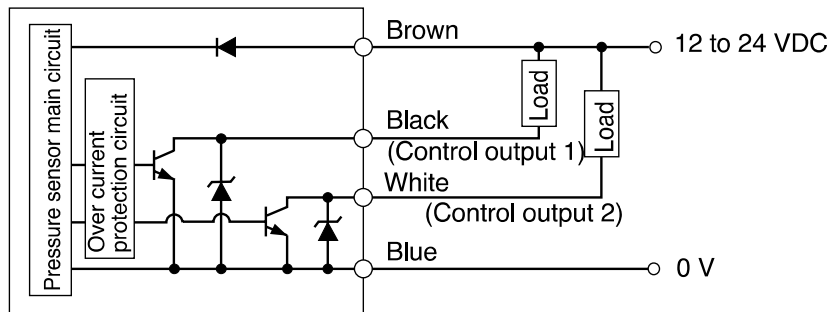 Pressure sensor main circuit
Over current
protection circuit
Brown
12 to 24 VDC
Load
Load
Black
(Control output 1)
White
(Control output 2)
Blue
0 V